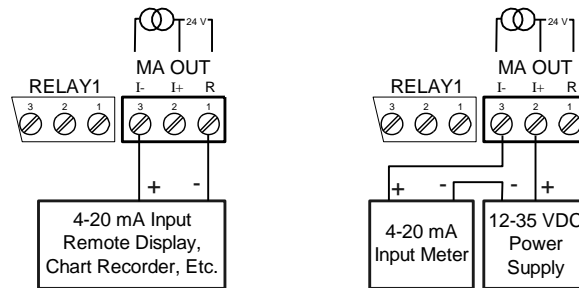 24 V
MA OUT
RELAY1 I- I+ R
3 2 1 3 2 1
+ -
4-20 mA Input
Remote Display,
Chart Recorder, Etc.
24 V
MA OUT
RELAY1 I- I+ R
3 2 1 3 2 1
+ - - +
4-20 mA
Input Meter
12-35 VDC
Power
Supply